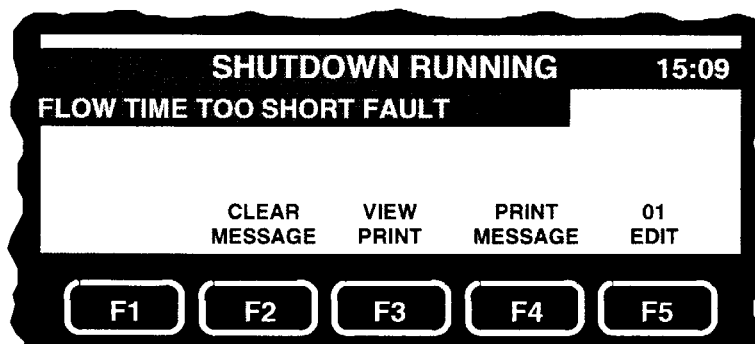 SHUTDOWN RUNNING 15:09
FLOW TIME TOO SHORT FAULT
CLEAR VIEW PRINT 01
MESSAGE PRINT MESSAGE EDIT
F1 F2 F3 F4 F5